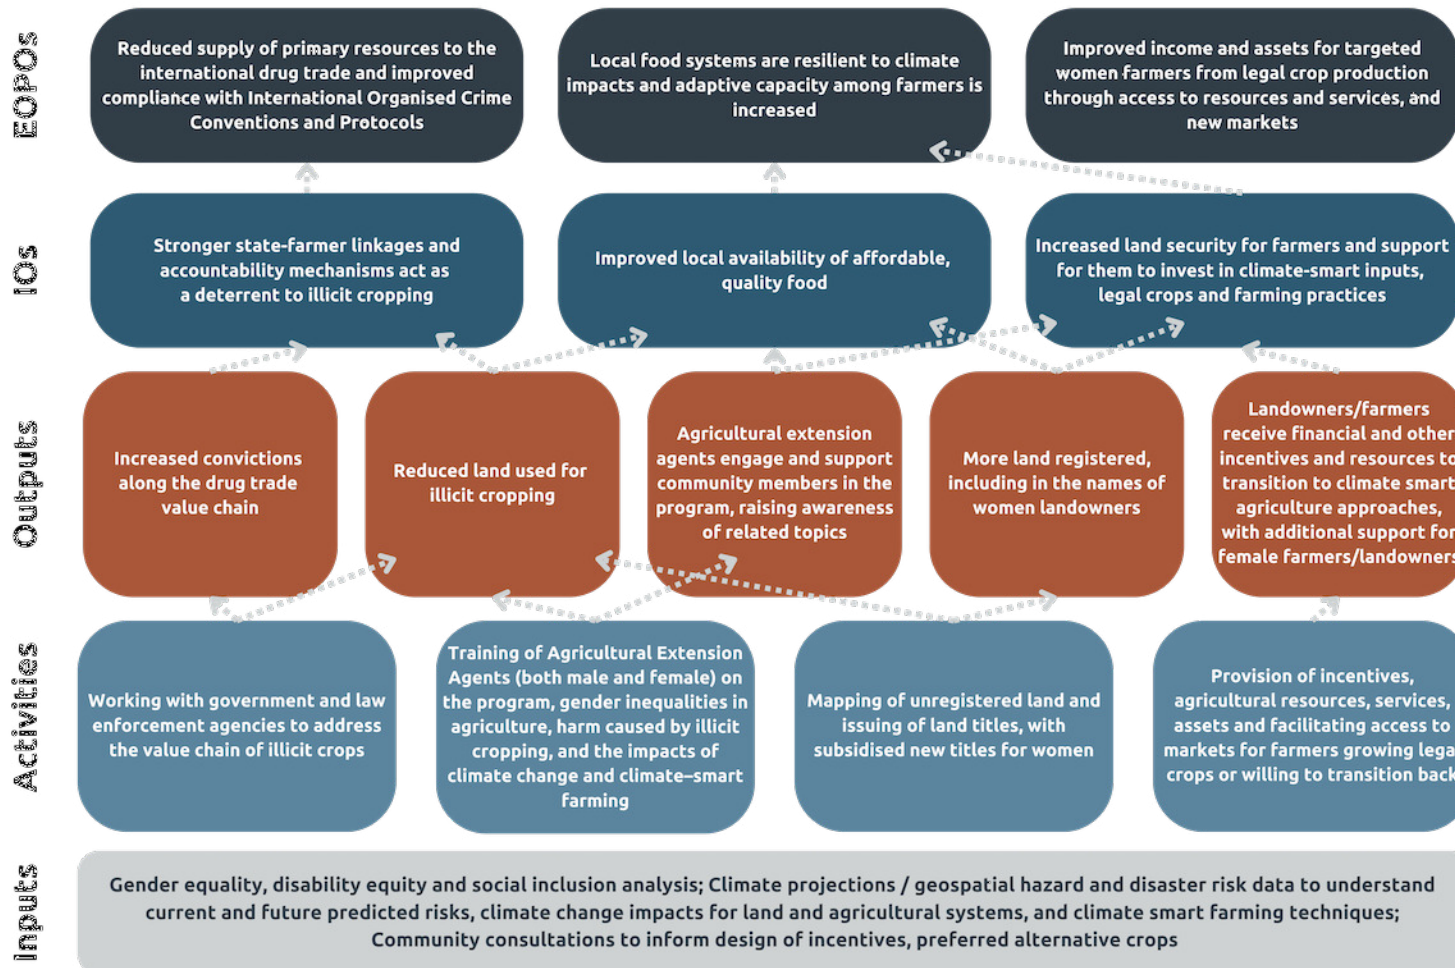 EOPOs
Reduced supply of primary resources to the
international drug trade and improved
compliance with International Organised Crime
Conventions and Protocols
Local food systems are resilient to climate
impacts and adaptive capacity among farmers is
increased
Improved income and assets for targeted
women farmers from legal crop production
through access to resources and services, and
new markets
IOs
Stronger state-farmer linkages and
accountability mechanisms act as
a deterrent to illicit cropping
Improved local availability of affordable,
quality food
Increased land security for farmers and support
for them to invest in climate-smart inputs,
legal crops and farming practices
Outputs
Increased convictions
along the drug trade
value chain
Reduced land used for
illicit cropping
Agricultural extension
agents engage and support
community members in the
program, raising awareness
of related topics
More land registered,
including in the names of
women landowners
Landowners/farmers
receive financial and other
incentives and resources to
transition to climate smart
agriculture approaches,
with additional support for
female farmers/landowners
Activities
Working with government and law
enforcement agencies to address
the value chain of illicit crops
Training of Agricultural Extension
Agents (both male and female) on
the program, gender inequalities in
agriculture, harm caused by illicit
cropping, and the impacts of
climate change and climate–smart
farming
Mapping of unregistered land and
issuing of land titles, with
subsidised new titles for women
Provision of incentives,
agricultural resources, services,
assets and facilitating access to
markets for farmers growing legal
crops or willing to transition back
Inputs
Gender equality, disability equity and social inclusion analysis; Climate projections / geospatial hazard and disaster risk data to understand
current and future predicted risks, climate change impacts for land and agricultural systems, and climate smart farming techniques;
Community consultations to inform design of incentives, preferred alternative crops